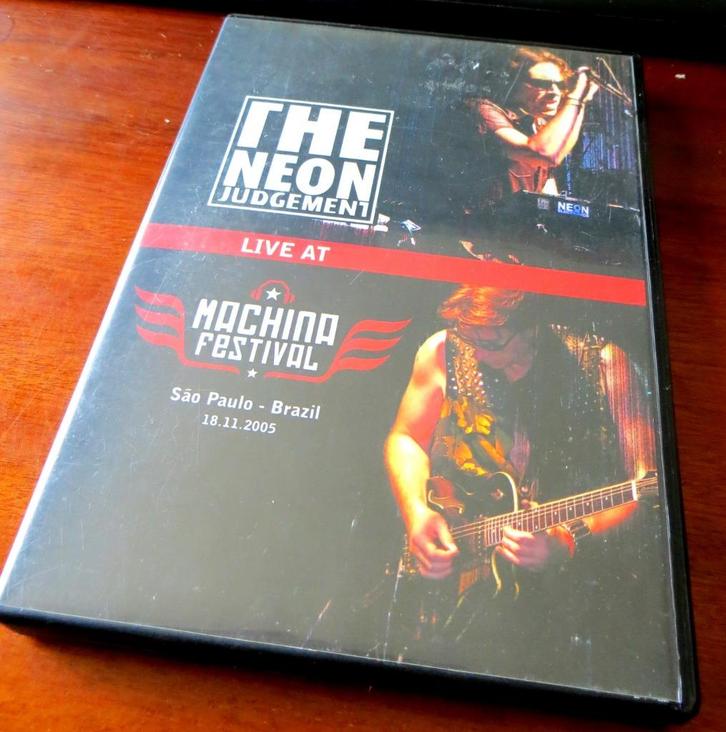 THE
NEON
JUDGEMENT
NEON
LIVE AT
MACHINA
FESTIVAL
São Paulo - Brazil
18.11.2005